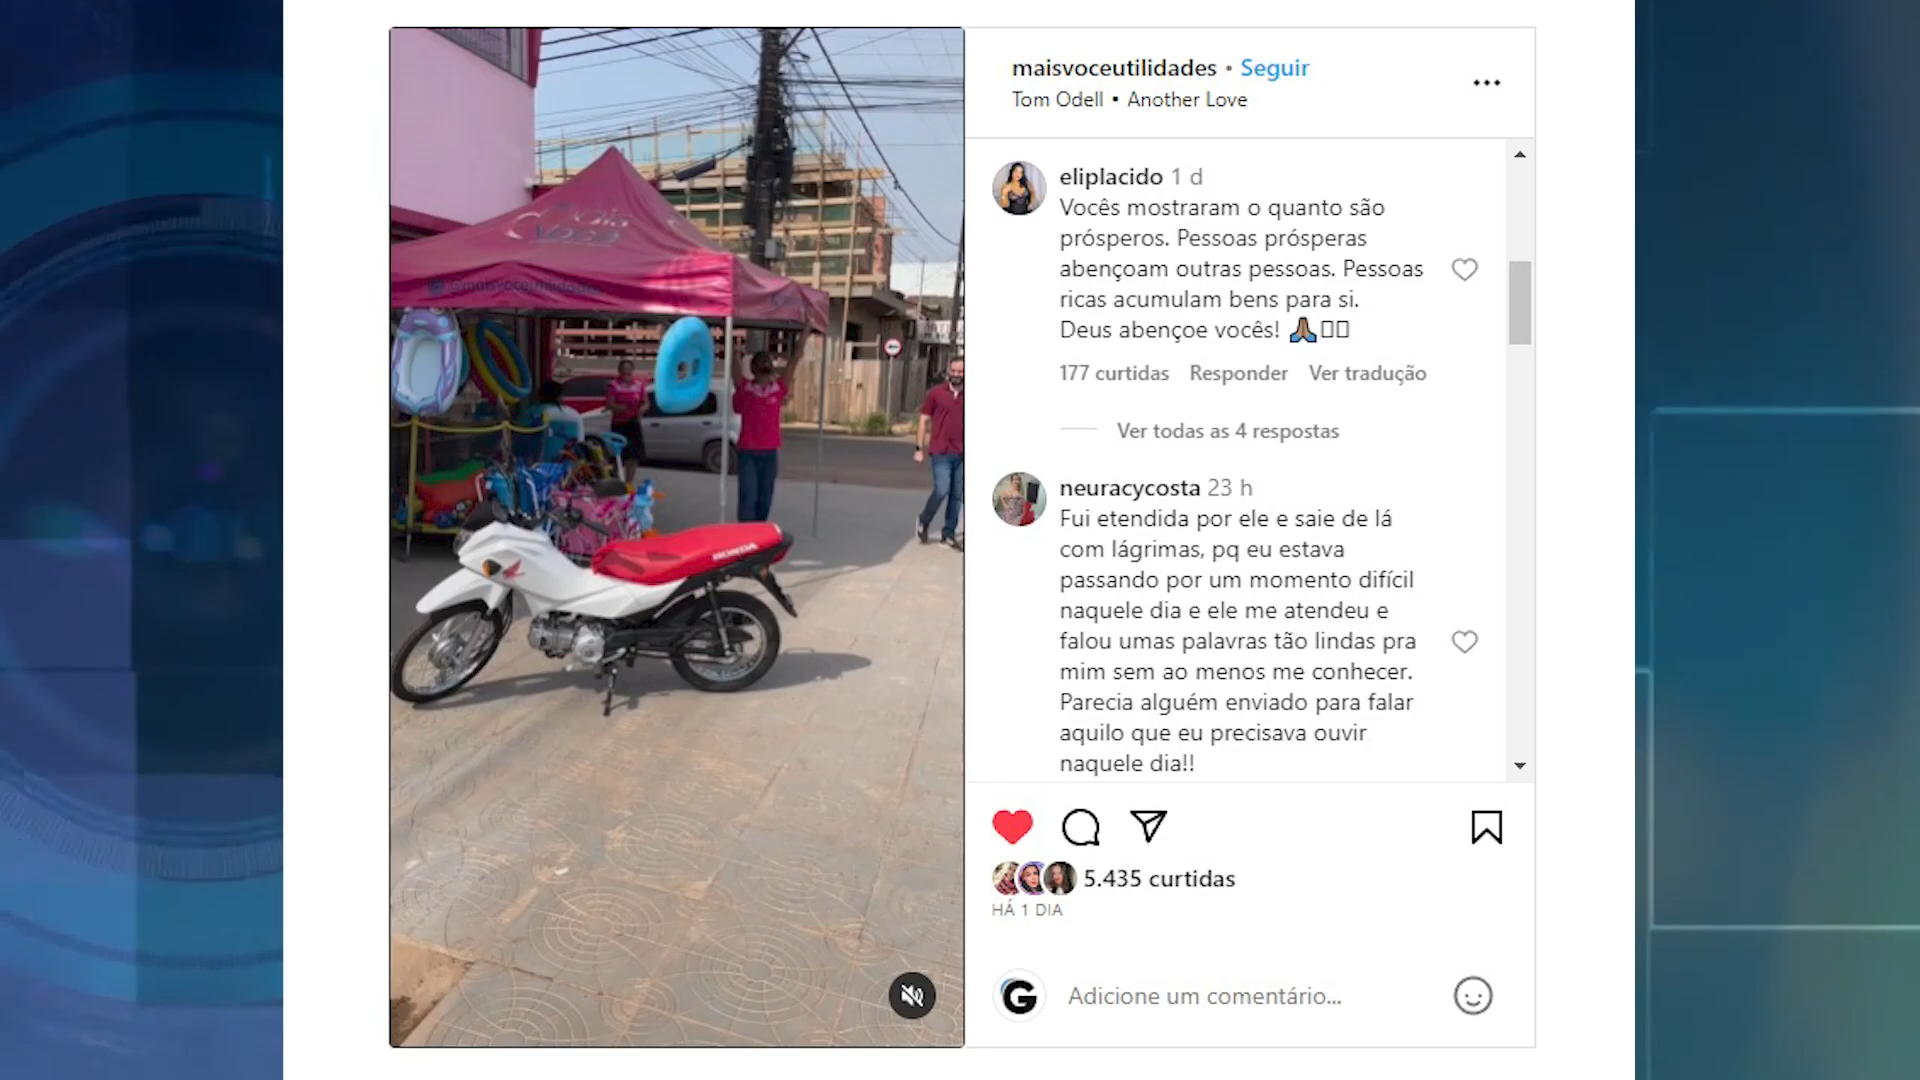 Mais
você
@maisvoceutilidades
HONDA
maisvoceutilidades • Seguir
Tom Odell • Another Love
eliplacido 1 d
Vocês mostraram o quanto são
prósperos. Pessoas prósperas
abençoam outras pessoas. Pessoas
ricas acumulam bens para si.
Deus abençoe vocês! 🙏🏽
177 curtidas Responder Ver tradução
Ver todas as 4 respostas
neuracycosta 23 h
Fui etendida por ele e saie de lá
com lágrimas, pq eu estava
passando por um momento difícil
naquele dia e ele me atendeu e
falou umas palavras tão lindas pra
mim sem ao menos me conhecer.
Parecia alguém enviado para falar
aquilo que eu precisava ouvir
naquele dia!!
5.435 curtidas
HÁ 1 DIA
G
Adicione um comentário...